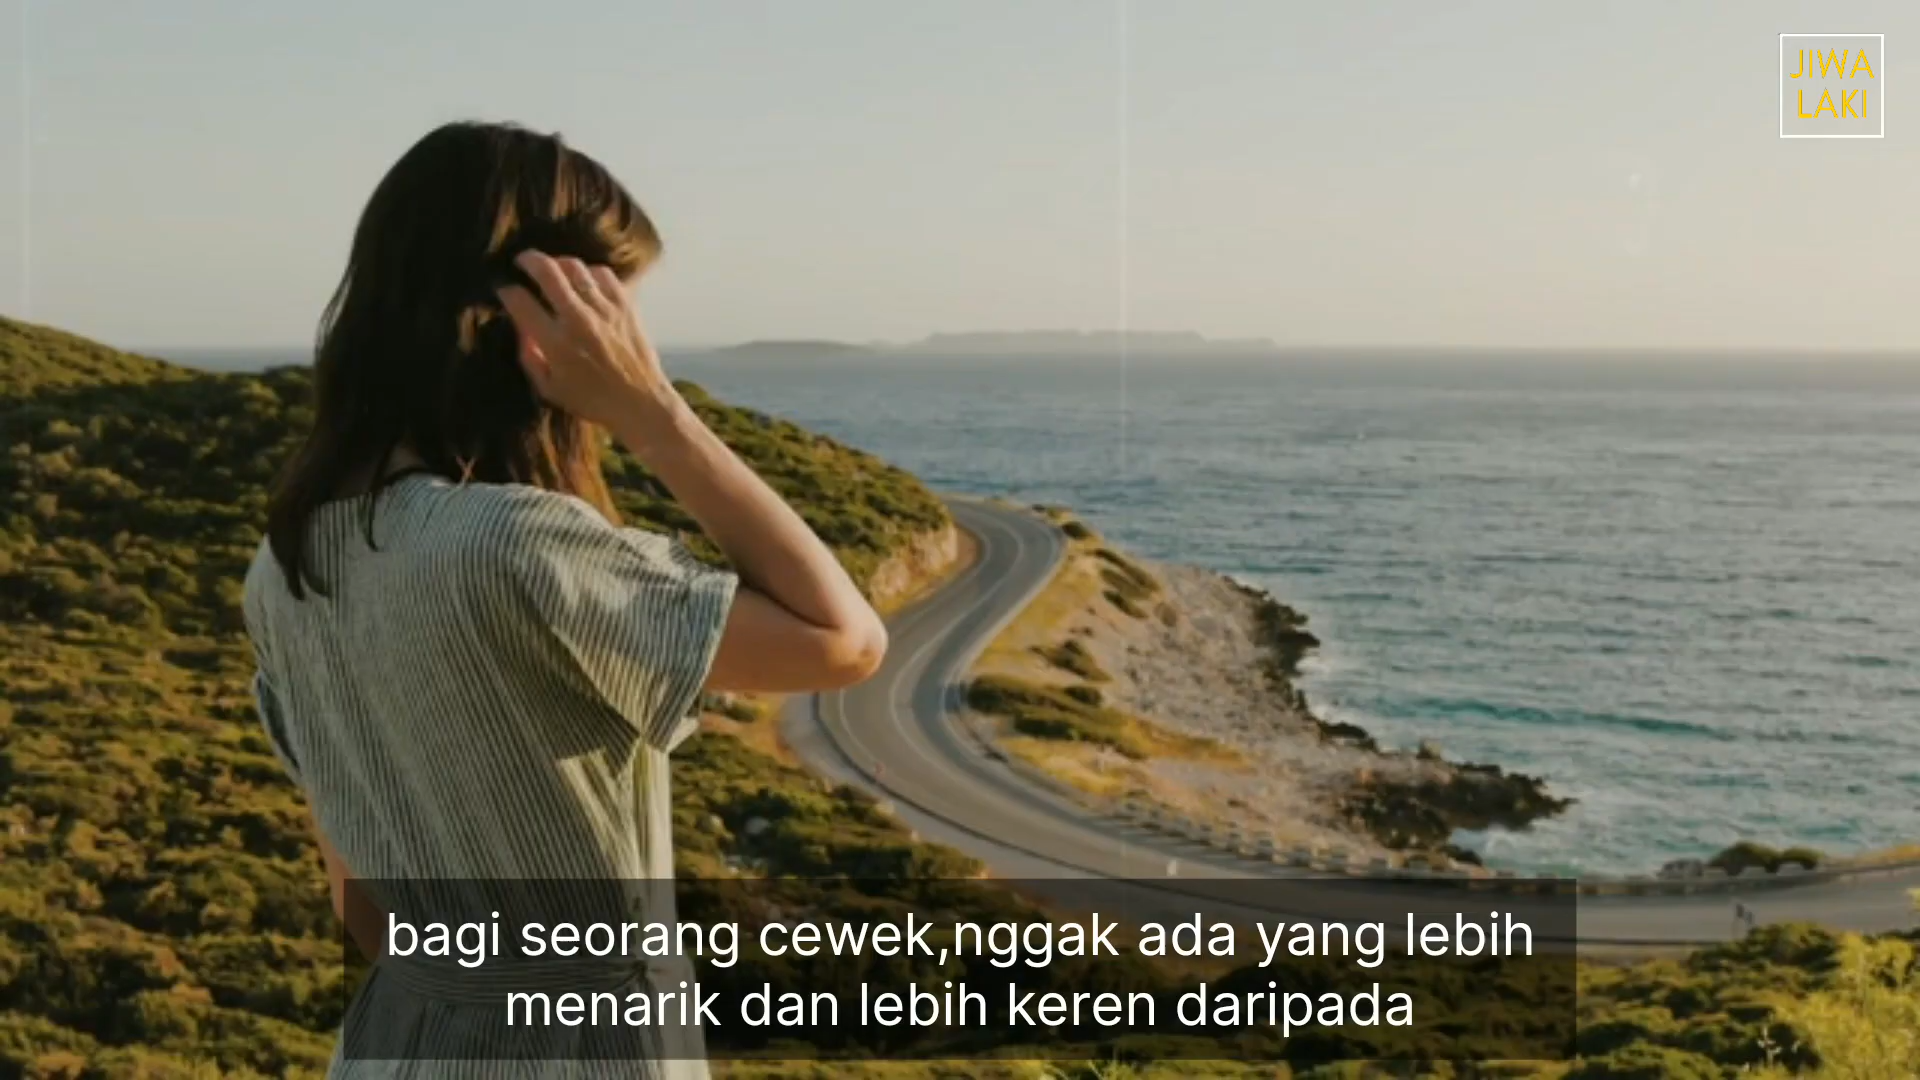 JIWA
LAKI
bagi seorang cewek,nggak ada yang lebih
menarik dan lebih keren daripada